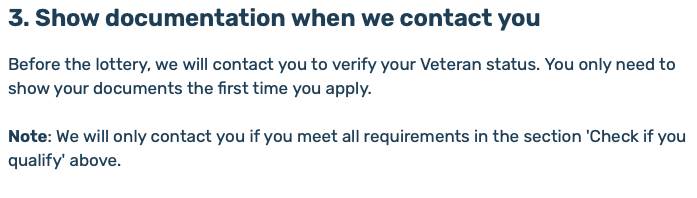 3. Show documentation when we contact you
Before the lottery, we will contact you to verify your Veteran status. You only need to
show your documents the first time you apply.
Note: We will only contact you if you meet all requirements in the section 'Check if you
qualify' above.